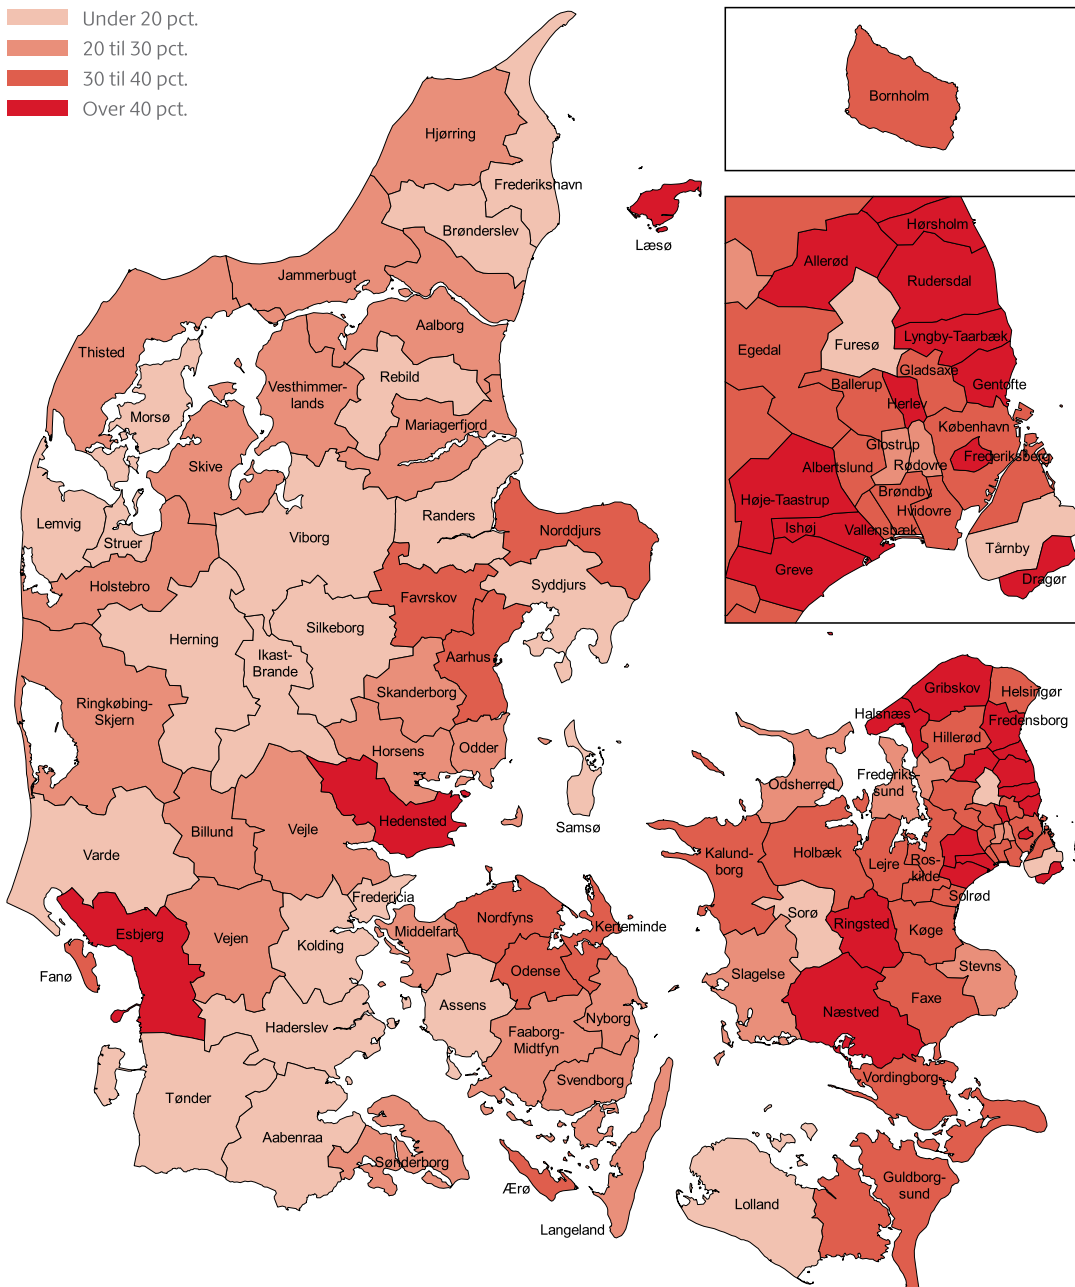 Under 20 pct.
20 til 30 pct.
30 til 40 pct.
Over 40 pct.
Bornholm
Hjørring
Frederikshavn
Brønderslev
Læsø
Jammerbugt
Aalborg
Thisted
Rebild
Vesthimmer-
lands
Morsø
Mariagerfjord
Skive
Lemvig
Struer
Viborg
Randers
Norddjurs
Holstebro
Favrskov
Syddjurs
Herning
Silkeborg
Ikast-
Brande
Aarhus
Skanderborg
Ringkøbing-
Skjern
Horsens
Odder
Samsø
Hedensted
Billund
Vejle
Varde
Fredericia
Esbjerg
Vejen
Kolding
Fanø
Middelfart
Nordfyns
Kerteminde
Odense
Assens
Haderslev
Faaborg-
Midtfyn
Nyborg
Svendborg
Tønder
Aabenraa
Sønderborg
Ærø
Langeland
Hørsholm
Allerød
Rudersdal
Egedal
Furesø
Lyngby-Taarbæk
Gladsaxe
Gentofte
Ballerup
Herlev
København
Glostrup
Frederiksberg
Albertslund
Rødovre
Høje-Taastrup
Brøndby
Hvidovre
Ishøj
Vallensbæk
Tårnby
Greve
Dragør
Gribskov
Helsingør
Halsnæs
Fredensborg
Hillerød
Odsherred
Frederiks-
sund
Kalund-
borg
Holbæk
Lejre
Ros-
kilde
Solrød
Sorø
Ringsted
Køge
Slagelse
Stevns
Næstved
Faxe
Vordingborg
Guldborg-
sund
Lolland